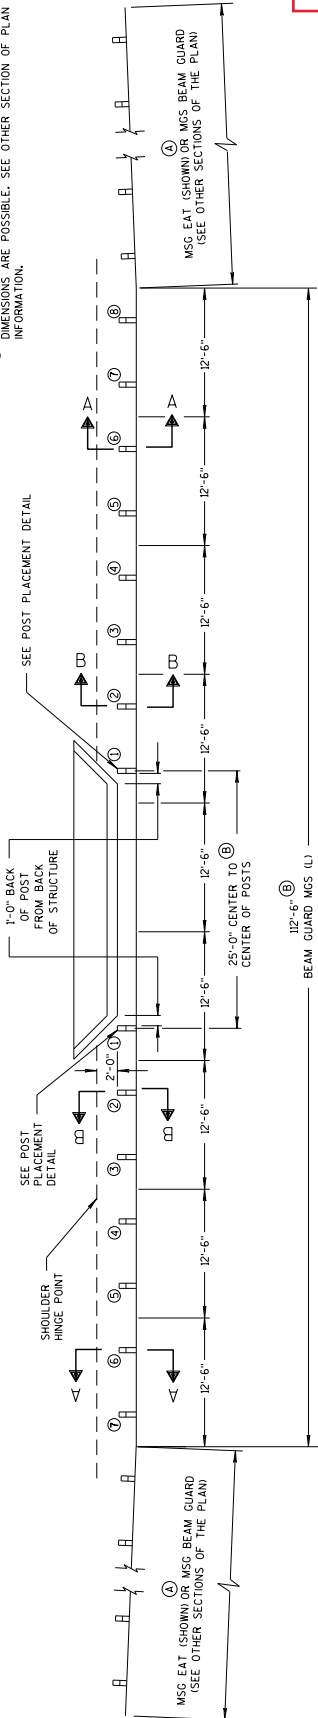 DIMENSIONS ARE POSSIBLE. SEE OTHER SECTION OF PLAN
INFORMATION.
MSG EAT (SHOWN) OR MSG BEAM GUARD
(SEE OTHER SECTIONS OF THE PLAN)
A
SHOULDER
HINGE POINT
SEE POST
PLACEMENT
DETAIL
1'-0" BACK
OF POST
FROM BACK
OF STRUCTURE
SEE POST PLACEMENT DETAIL
A
MSG EAT (SHOWN) OR MGS BEAM GUARD
(SEE OTHER SECTIONS OF THE PLAN)
2'-0"
A B B A
7 6 5 4 3 2 1 1 2 3 4 5 6 7 8
A B B A
12'-6" 12'-6" 12'-6" 12'-6" 12'-6" 12'-6" 12'-6" 12'-6" 12'-6"
25'-0" CENTER TO B
CENTER OF POSTS
112'-6" B
BEAM GUARD MGS (L)